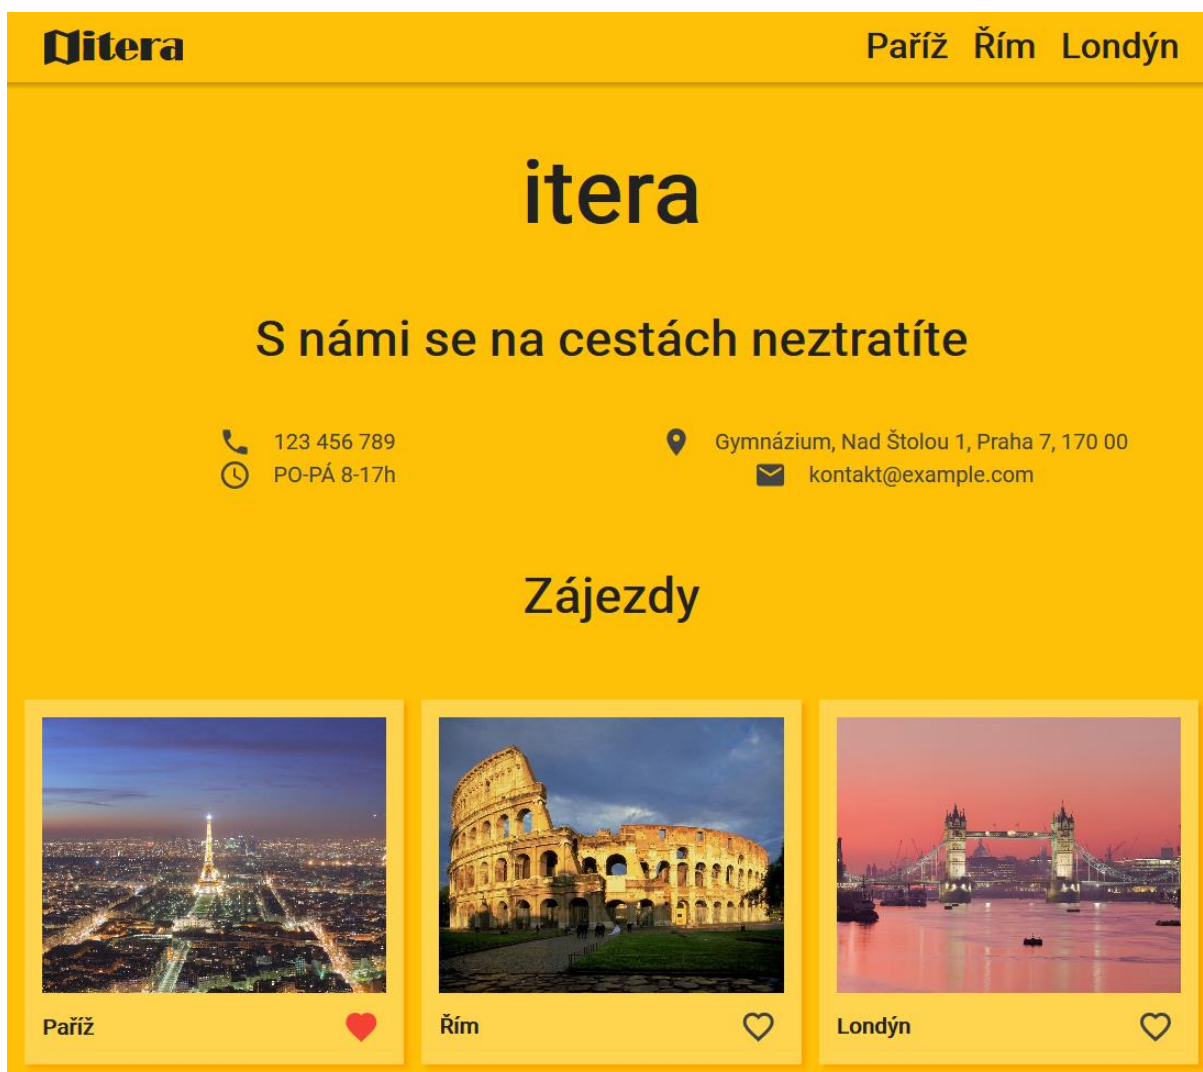 itera
Paříž Řím Londýn
itera
S námi se na cestách neztratíte
123 456 789
PO-PÁ 8-17h
Gymnázium, Nad Štolou 1, Praha 7, 170 00
kontakt@example.com
Zájezdy
Paříž
Řím
Londýn